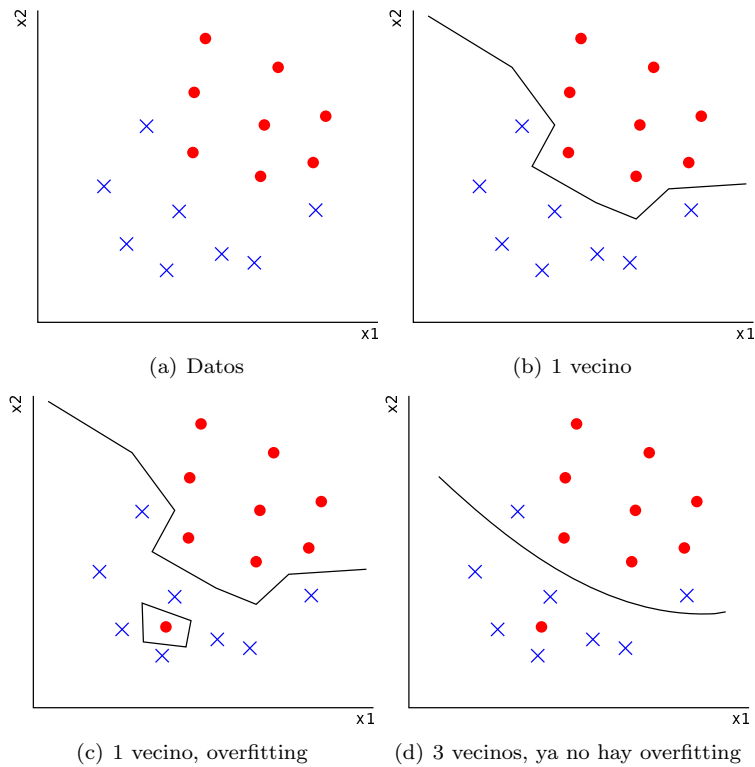 x2
x1
(a) Datos
x2
x1
(b) 1 vecino
x2
x1
(c) 1 vecino, overfitting
x2
x1
(d) 3 vecinos, ya no hay overfitting